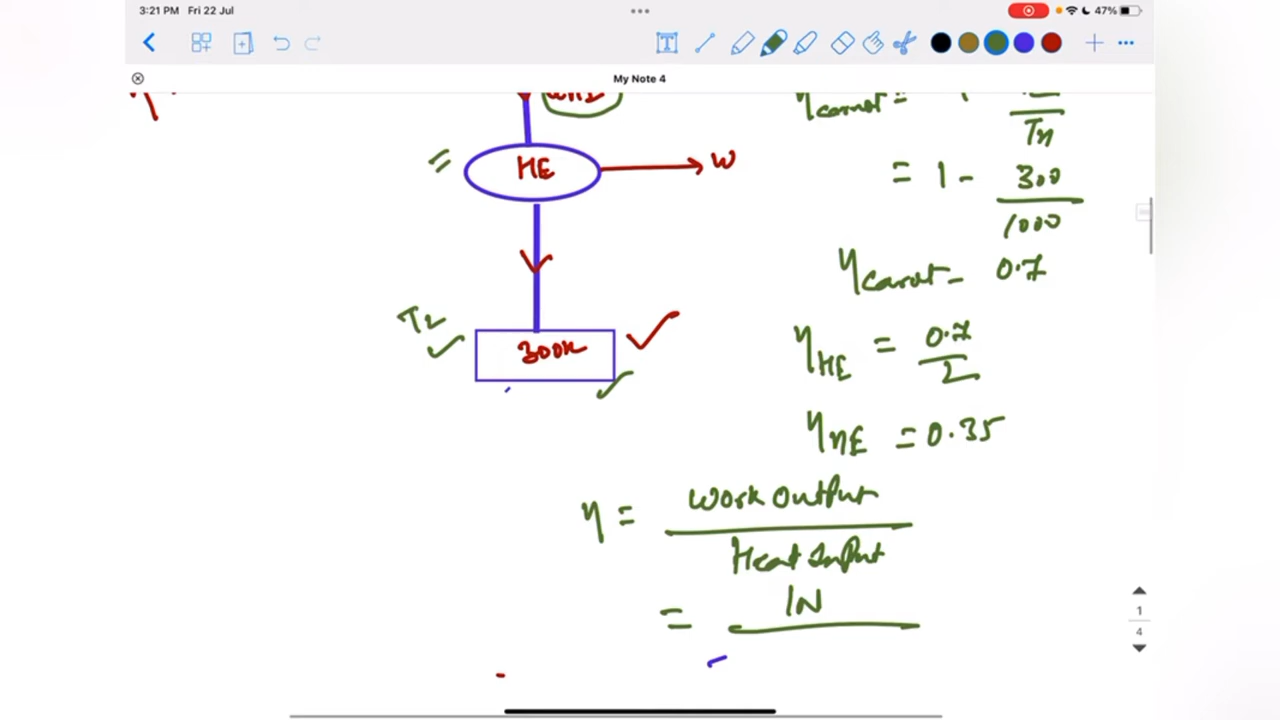 3:21 PM Fri 22 Jul
47%
My Note 4
η
ηcarnot =
TH
HE
W
= 1 - 300
1000
ηcarnot - 0.7
T2
300K
ηHE = 0.7
2
ηHE = 0.35
η = Work Output
Heat Input
= W
1
4